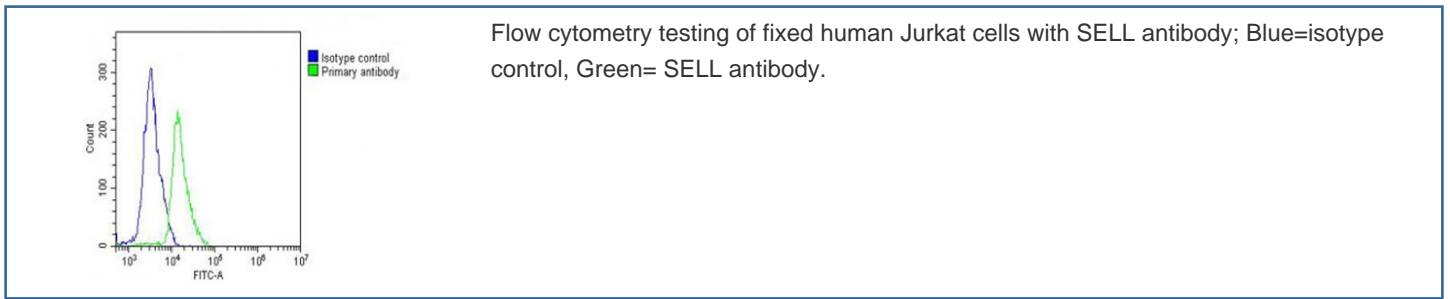 Flow cytometry testing of fixed human Jurkat cells with SELL antibody; Blue=isotype
control, Green= SELL antibody.
Isotype control
Primary antibody
Count
300
200
100
0
10³ 10⁴ 10⁵ 10⁶ 10⁷
FITC-A